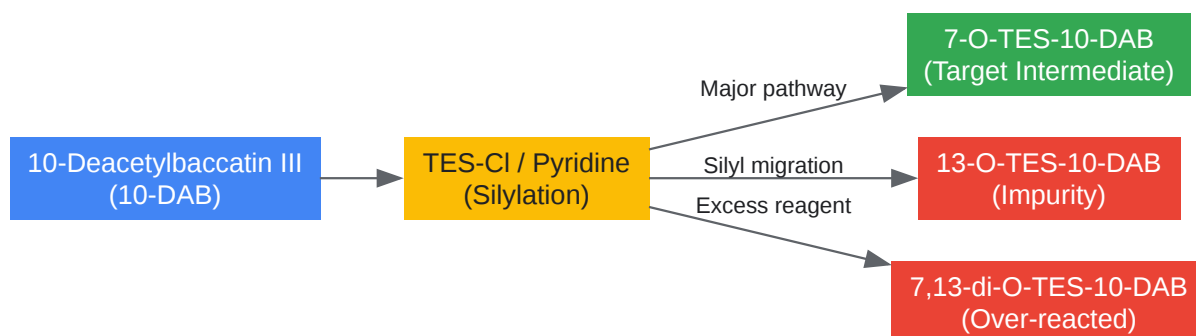 10-Deacetylbaccatin III
(10-DAB)
TES-Cl / Pyridine
(Silylation)
Major pathway
Silyl migration
Excess reagent
7-O-TES-10-DAB
(Target Intermediate)
13-O-TES-10-DAB
(Impurity)
7,13-di-O-TES-10-DAB
(Over-reacted)